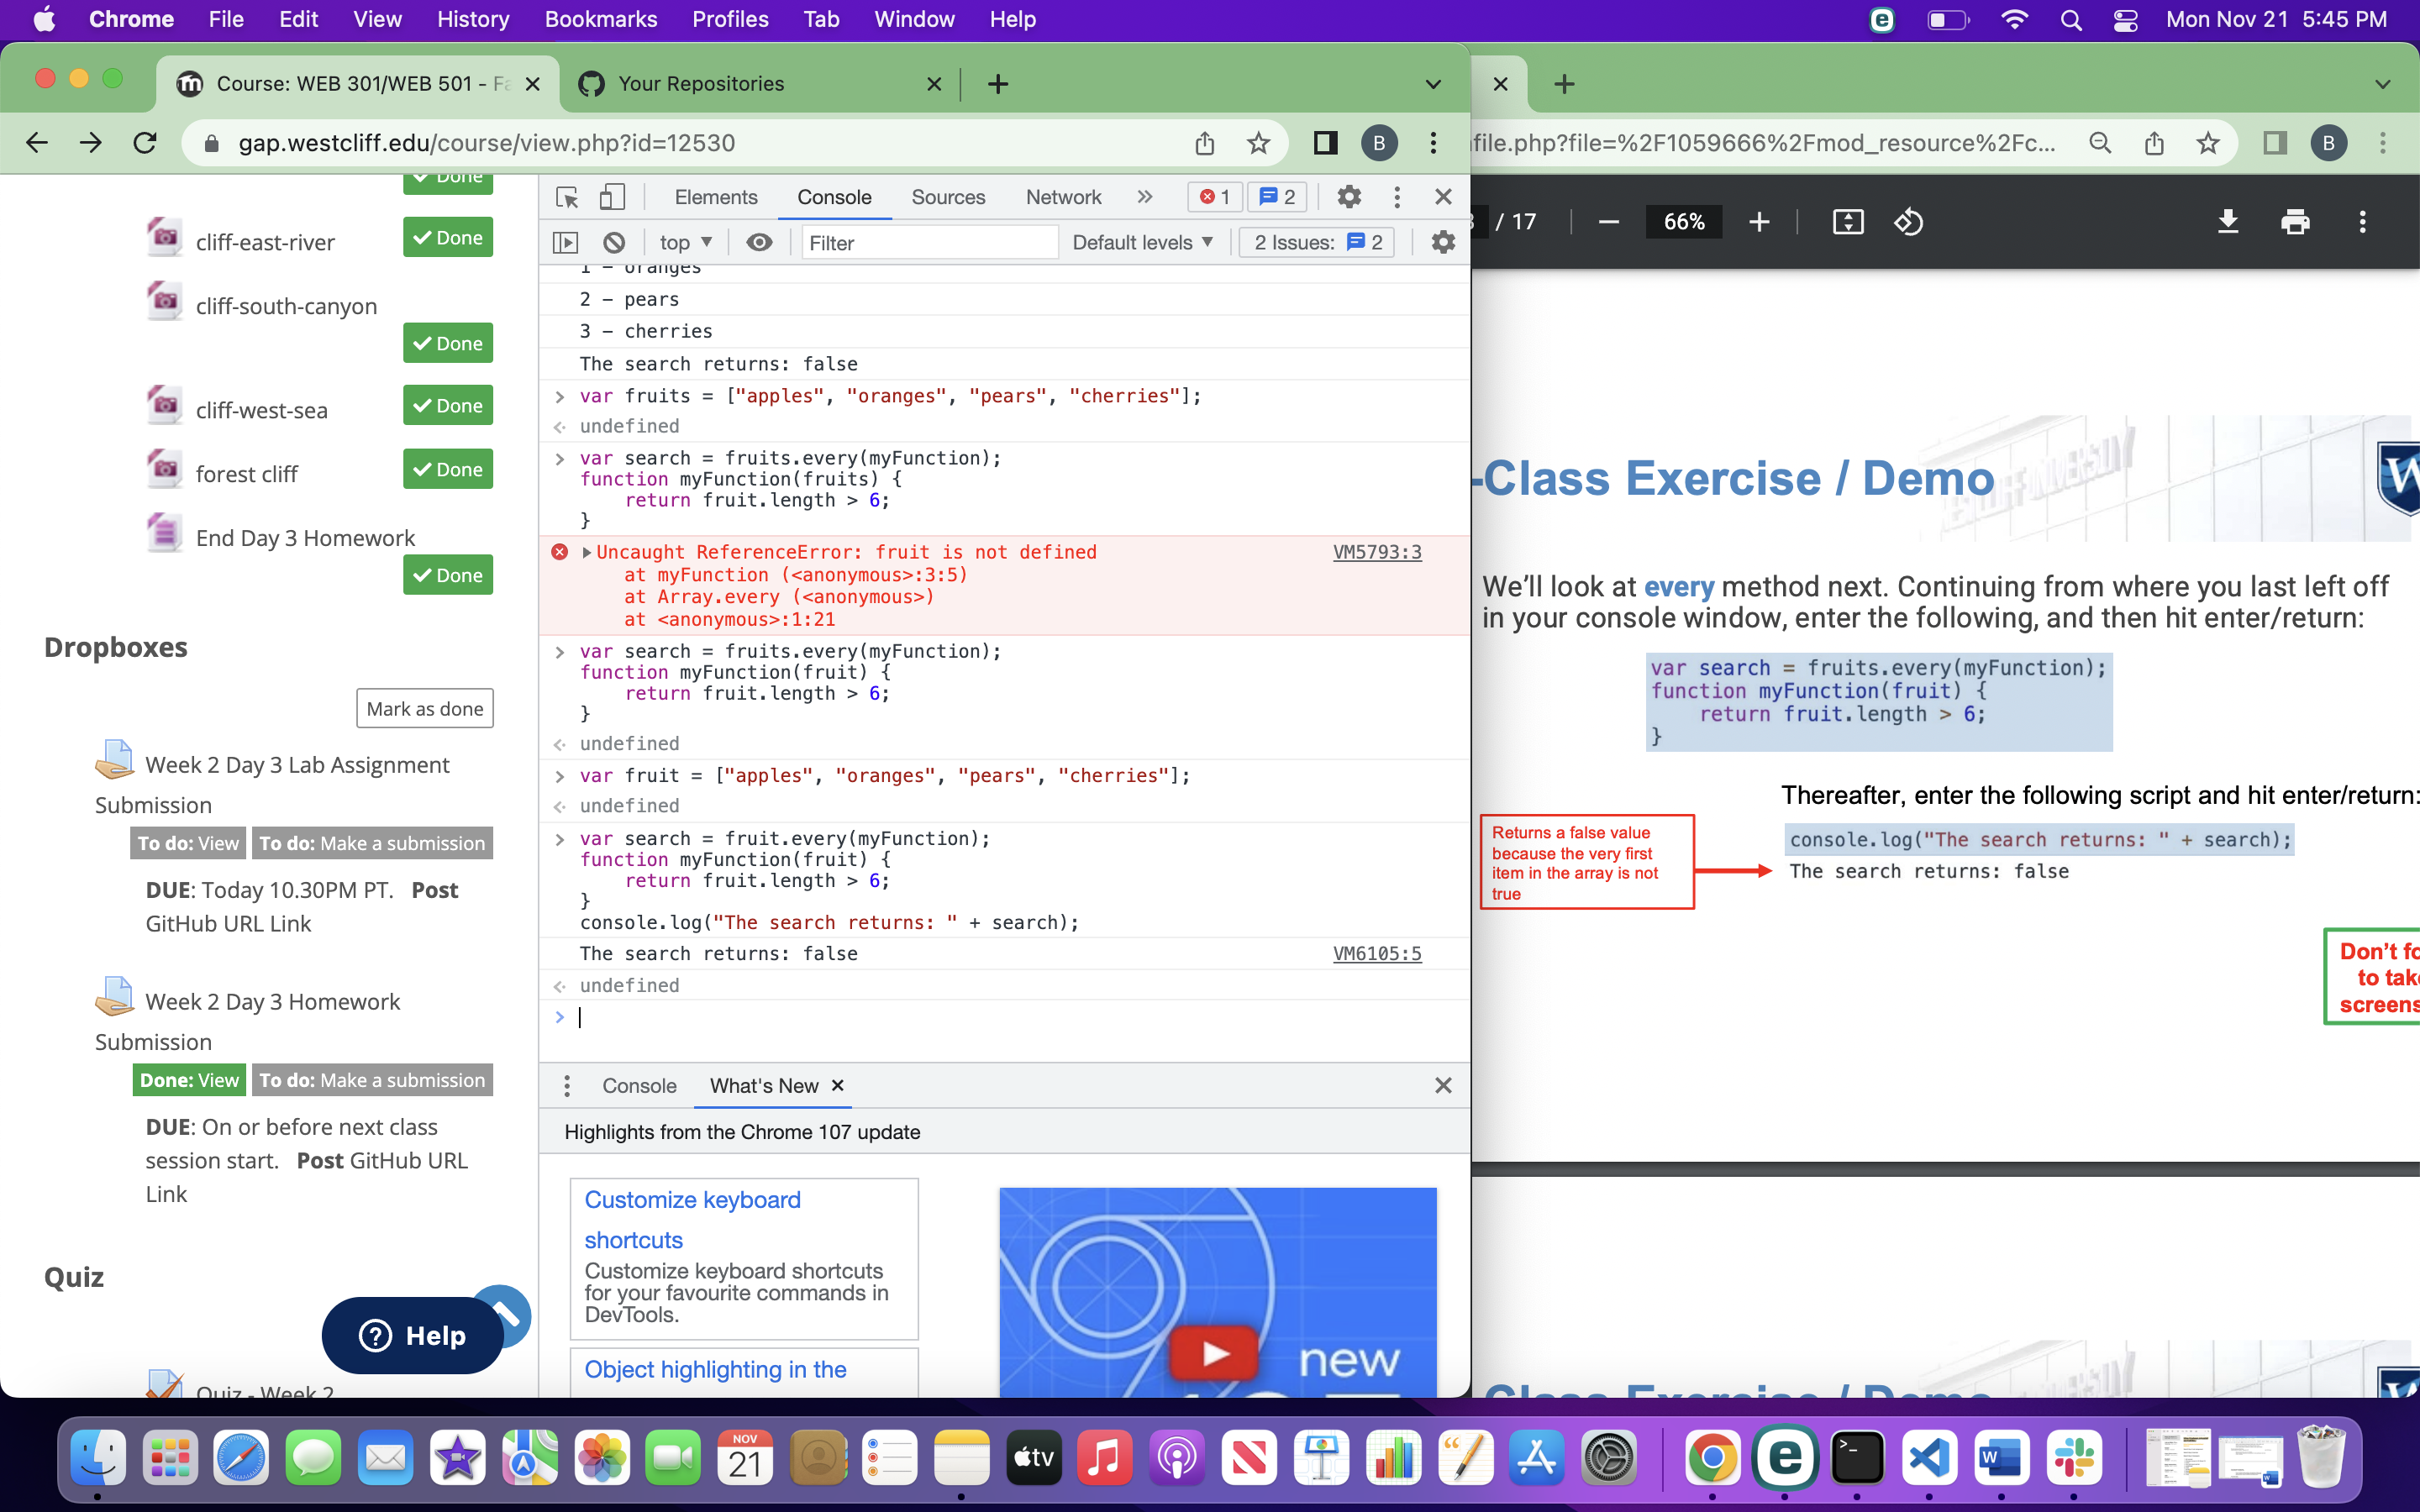 Chrome File Edit View History Bookmarks Profiles Tab Window Help
Mon Nov 21 5:45 PM
Course: WEB 301/WEB 501 - Fa
Your Repositories
gap.westcliff.edu/course/view.php?id=12530
B
file.php?file=%2F1059666%2Fmod_resource%2Fc...
B
Done
cliff-east-river
Done
cliff-south-canyon
Done
cliff-west-sea
Done
forest cliff
Done
End Day 3 Homework
Done
Dropboxes
Mark as done
Week 2 Day 3 Lab Assignment
Submission
To do: View
To do: Make a submission
DUE: Today 10.30PM PT. Post
GitHub URL Link
Week 2 Day 3 Homework
Submission
Done: View
To do: Make a submission
DUE: On or before next class
session start. Post GitHub URL
Link
Quiz
Help
Quiz - Week 2
Elements Console Sources Network
1
2
top
Filter
Default levels
2 Issues: 2
1 - oranges
2 - pears
3 - cherries
The search returns: false
var fruits = ["apples", "oranges", "pears", "cherries"];
undefined
var search = fruits.every(myFunction);
function myFunction(fruits) {
return fruit.length > 6;
}
Uncaught ReferenceError: fruit is not defined
VM5793:3
at myFunction (<anonymous>:3:5)
at Array.every (<anonymous>)
at <anonymous>:1:21
var search = fruits.every(myFunction);
function myFunction(fruit) {
return fruit.length > 6;
}
undefined
var fruit = ["apples", "oranges", "pears", "cherries"];
undefined
var search = fruit.every(myFunction);
function myFunction(fruit) {
return fruit.length > 6;
}
console.log("The search returns: " + search);
The search returns: false
VM6105:5
undefined
Console
What's New
Highlights from the Chrome 107 update
Customize keyboard
shortcuts
Customize keyboard shortcuts
for your favourite commands in
DevTools.
Object highlighting in the
new
/ 17
66%
-Class Exercise / Demo
We'll look at every method next. Continuing from where you last left off
in your console window, enter the following, and then hit enter/return:
var search = fruits.every(myFunction);
function myFunction(fruit) {
return fruit.length > 6;
}
Thereafter, enter the following script and hit enter/return:
console.log("The search returns: " + search);
The search returns: false
Returns a false value
because the very first
item in the array is not
true
Don't fo
to take
screens
Class Exercise / Demo
NOV
21
tv